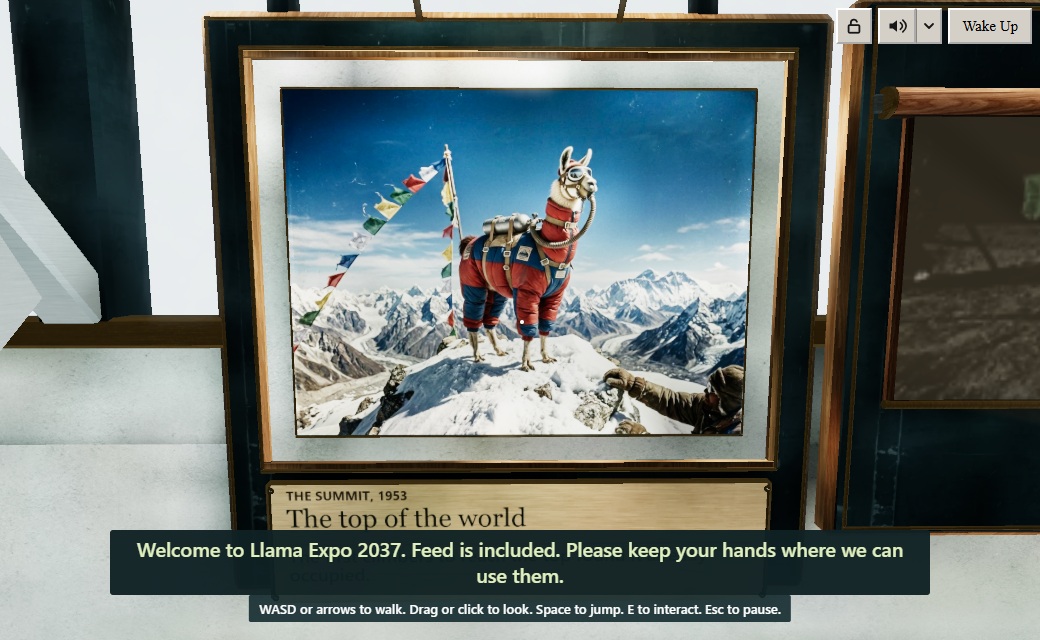 Wake Up
THE SUMMIT, 1953
The top of the world
Welcome to Llama Expo 2037. Feed is included. Please keep your hands where we can
use them.
occupied.
WASD or arrows to walk. Drag or click to look. Space to jump. E to interact. Esc to pause.